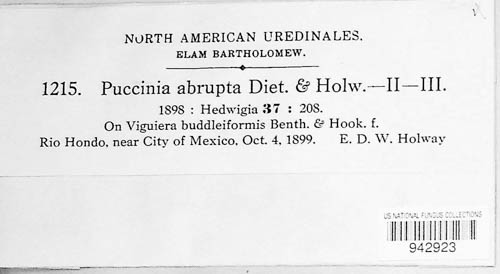 NORTH AMERICAN UREDINALES.
ELAM BARTHOLOMEW.
1215. Puccinia abrupta Diet. & Holw.—II—III.
1898 : Hedwigia 37 : 208.
On Viguiera buddleiformis Benth. & Hook. f.
Rio Hondo, near City of Mexico, Oct. 4, 1899. E. D. W. Holway
US NATIONAL FUNGUS COLLECTIONS
942923